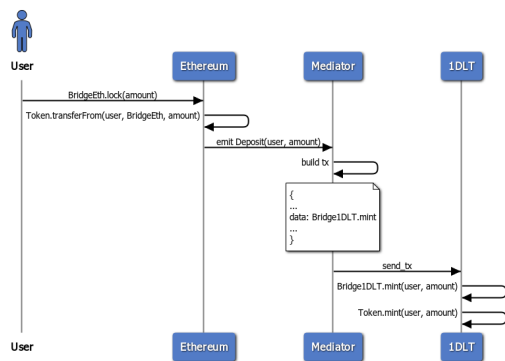 User
Ethereum
Mediator
1DLT
BridgeEth.lock(amount)
Token.transferFrom(user, BridgeEth, amount)
emit Deposit(user, amount)
build tx
{
...
data: Bridge1DLT.mint
...
}
send_tx
Bridge1DLT.mint(user, amount)
Token.mint(user, amount)
User
Ethereum
Mediator
1DLT